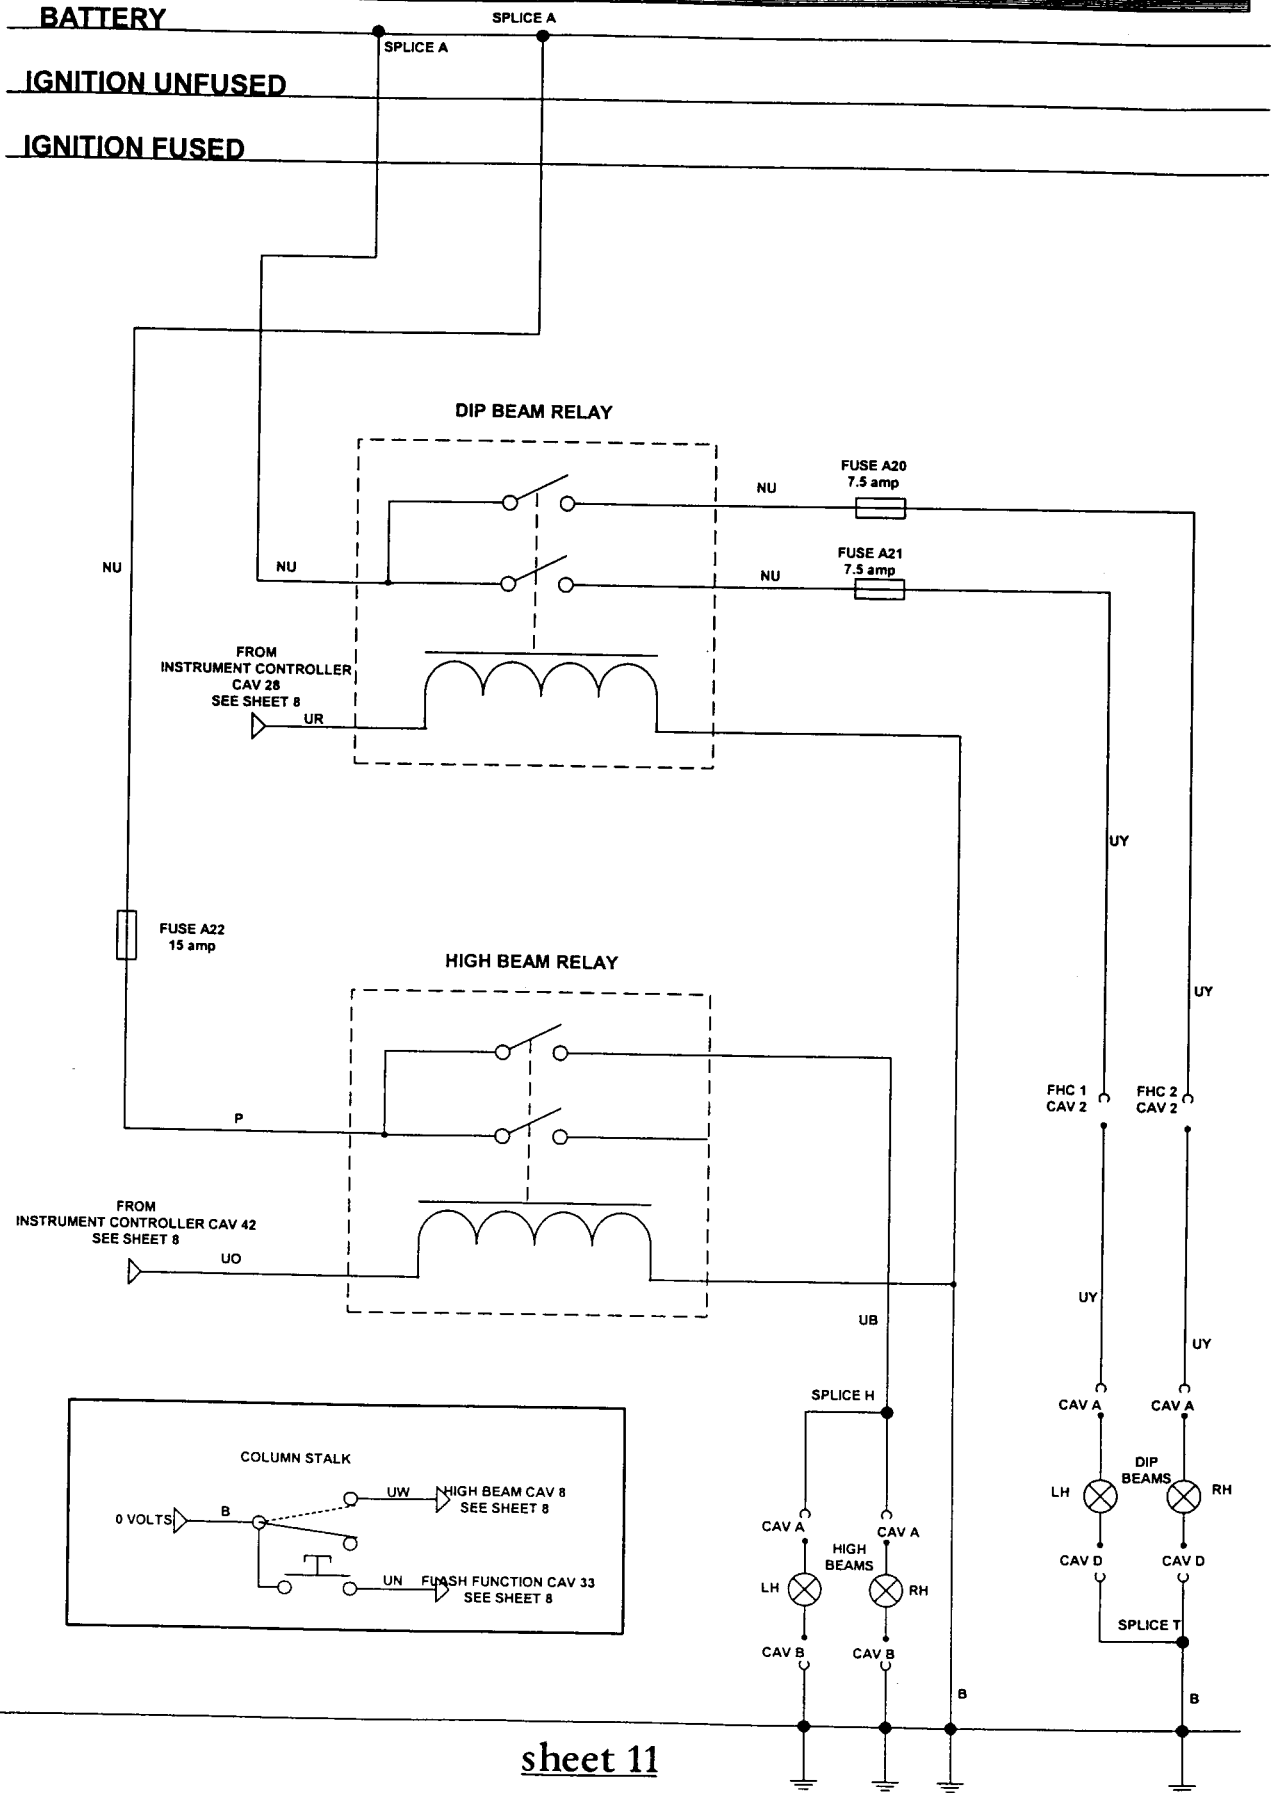 SPLICE A
BATTERY
SPLICE A
IGNITION UNFUSED
IGNITION FUSED
DIP BEAM RELAY
FUSE A20
7.5 amp
NU
FUSE A21
7.5 amp
NU
NU
NU
FROM
INSTRUMENT CONTROLLER
CAV 28
SEE SHEET 8
UR
UY
FUSE A22
15 amp
HIGH BEAM RELAY
UY
FHC 1
CAV 2
FHC 2
CAV 2
P
FROM
INSTRUMENT CONTROLLER CAV 42
SEE SHEET 8
UO
UB
UY
UY
SPLICE H
CAV A
CAV A
COLUMN STALK
DIP
BEAMS
LH
RH
0 VOLTS
B
UW
HIGH BEAM CAV 8
SEE SHEET 8
CAV A
CAV A
HIGH
BEAMS
CAV D
CAV D
UN
FLASH FUNCTION CAV 33
SEE SHEET 8
LH
RH
SPLICE T
CAV B
CAV B
B
B
sheet 11